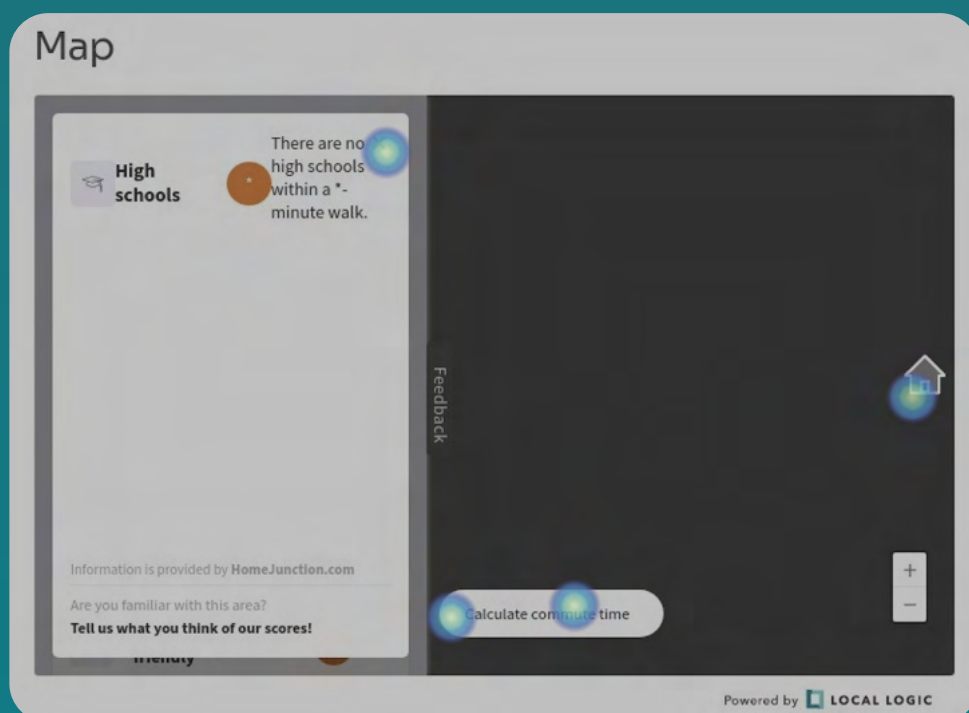 Map
High
schools
*
There are no
high schools
within a *-
minute walk.
Information is provided by HomeJunction.com
Are you familiar with this area?
Tell us what you think of our scores!
friendly
Feedback
Calculate commute time
+
−
Powered by LOCAL LOGIC